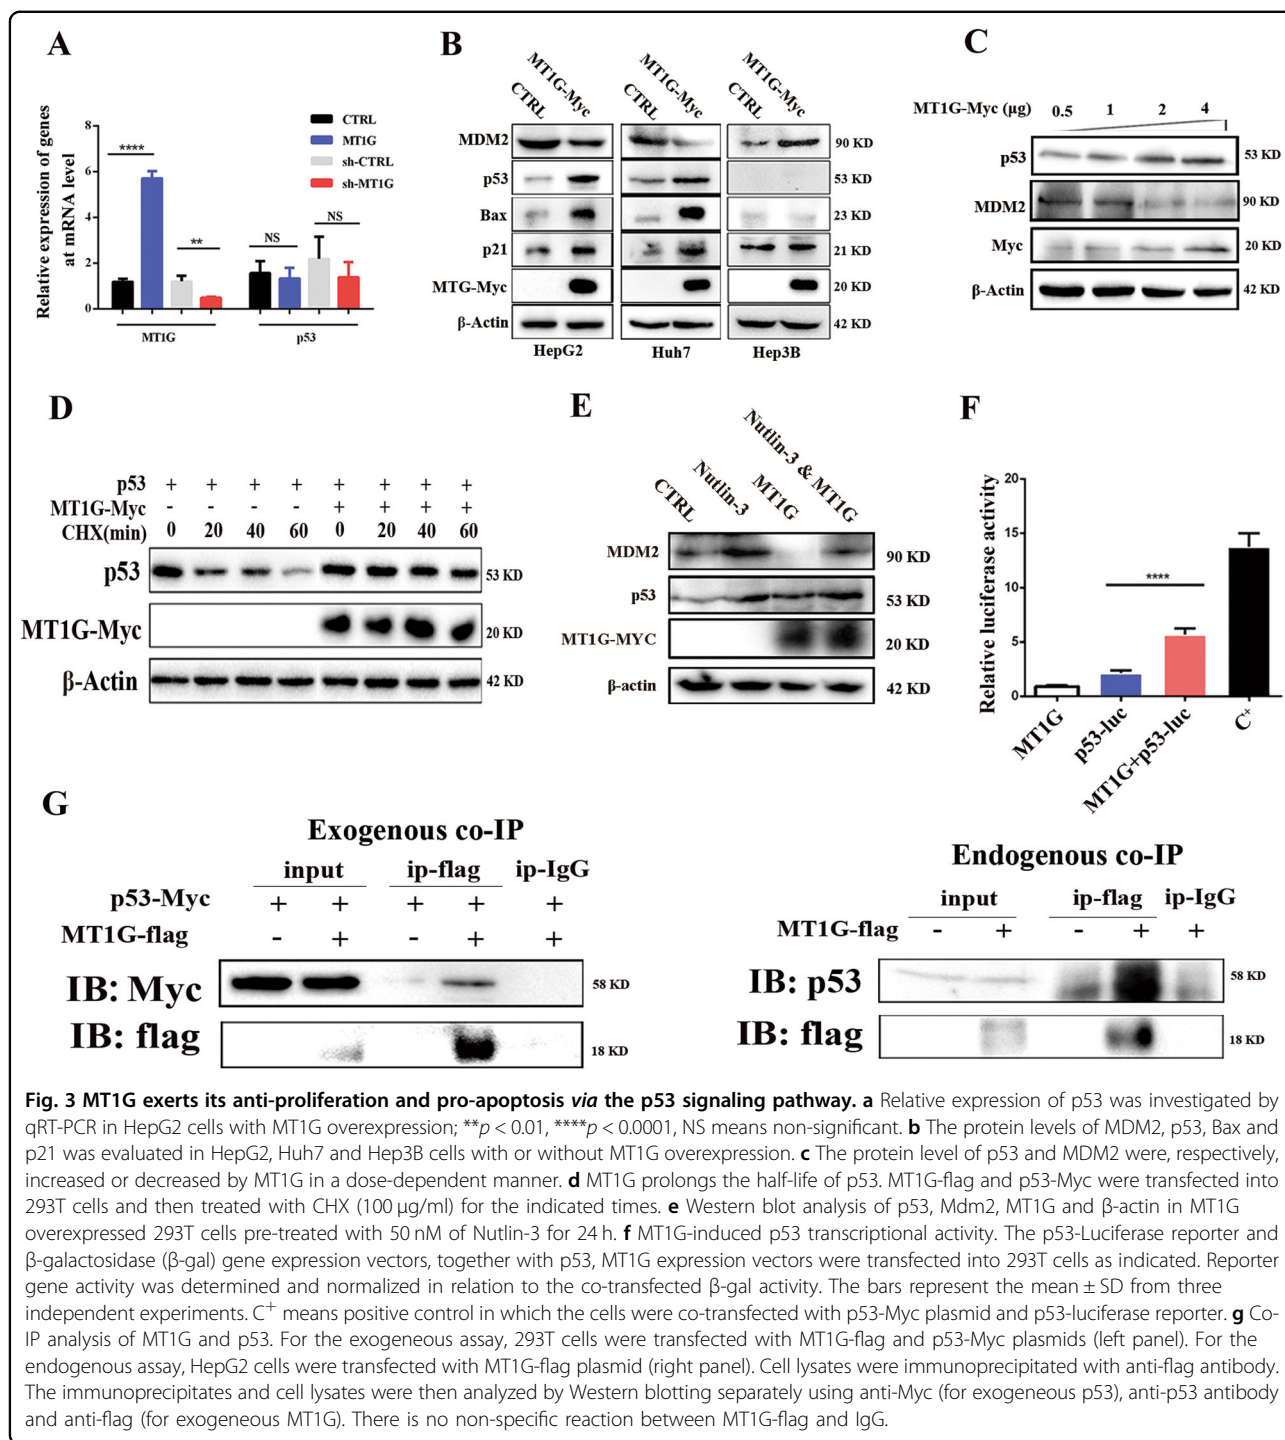 A
Relative expression of genes
at mRNA level
8
6
4
2
0
****
**
NS
NS
CTRL
MT1G
sh-CTRL
sh-MT1G
MT1G
p53
B
CTRL
MT1G-Myc
CTRL
MT1G-Myc
CTRL
MT1G-Myc
MDM2
90 KD
p53
53 KD
Bax
23 KD
p21
21 KD
MTG-Myc
20 KD
β-Actin
42 KD
HepG2
Huh7
Hep3B
C
MT1G-Myc (μg) 0.5 1 2 4
p53
53 KD
MDM2
90 KD
Myc
20 KD
β-Actin
42 KD
D
p53 + + + + + + + +
MT1G-Myc - - - - + + + +
CHX(min) 0 20 40 60 0 20 40 60
p53
53 KD
MT1G-Myc
20 KD
β-Actin
42 KD
E
CTRL
Nutlin-3
MT1G
Nutlin-3 & MT1G
MDM2
90 KD
p53
53 KD
MT1G-MYC
20 KD
β-actin
42 KD
F
Relative luciferase activity
20
15
10
5
0
****
MT1G
p53-luc
MT1G+p53-luc
C+
G
Exogenous co-IP
input ip-flag ip-IgG
p53-Myc + + + + +
MT1G-flag - + - + +
IB: Myc
58 KD
IB: flag
18 KD
Endogenous co-IP
input ip-flag ip-IgG
MT1G-flag - + - + +
IB: p53
58 KD
IB: flag
18 KD
Fig. 3 MT1G exerts its anti-proliferation and pro-apoptosis via the p53 signaling pathway. a Relative expression of p53 was investigated by
qRT-PCR in HepG2 cells with MT1G overexpression; **p < 0.01, ****p < 0.0001, NS means non-significant. b The protein levels of MDM2, p53, Bax and
p21 was evaluated in HepG2, Huh7 and Hep3B cells with or without MT1G overexpression. c The protein level of p53 and MDM2 were, respectively,
increased or decreased by MT1G in a dose-dependent manner. d MT1G prolongs the half-life of p53. MT1G-flag and p53-Myc were transfected into
293T cells and then treated with CHX (100 μg/ml) for the indicated times. e Western blot analysis of p53, Mdm2, MT1G and β-actin in MT1G
overexpressed 293T cells pre-treated with 50 nM of Nutlin-3 for 24 h. f MT1G-induced p53 transcriptional activity. The p53-Luciferase reporter and
β-galactosidase (β-gal) gene expression vectors, together with p53, MT1G expression vectors were transfected into 293T cells as indicated. Reporter
gene activity was determined and normalized in relation to the co-transfected β-gal activity. The bars represent the mean ± SD from three
independent experiments. C+ means positive control in which the cells were co-transfected with p53-Myc plasmid and p53-luciferase reporter. g Co-
IP analysis of MT1G and p53. For the exogeneous assay, 293T cells were transfected with MT1G-flag and p53-Myc plasmids (left panel). For the
endogenous assay, HepG2 cells were transfected with MT1G-flag plasmid (right panel). Cell lysates were immunoprecipitated with anti-flag antibody.
The immunoprecipitates and cell lysates were then analyzed by Western blotting separately using anti-Myc (for exogeneous p53), anti-p53 antibody
and anti-flag (for exogeneous MT1G). There is no non-specific reaction between MT1G-flag and IgG.